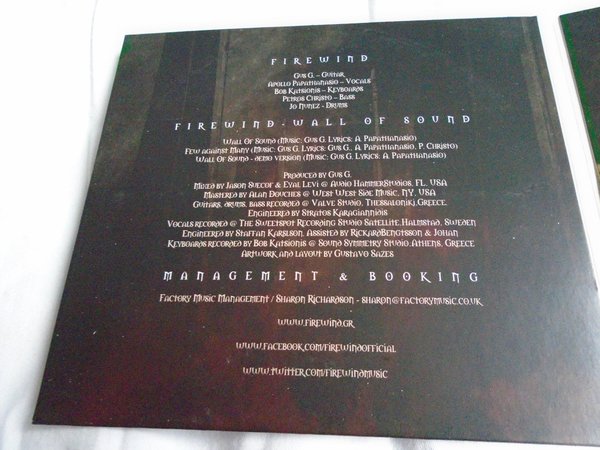 FIREWIND
Gus G. - Guitar
Apollo Papathanasio - Vocals
Bob Katsionis - Keyboards
Petros Christo - Bass
Jo Nunez - Drums
FIREWIND - WALL OF SOUND
Wall Of Sound (Music: Gus G. Lyrics: A. Papathanasio)
Few against Many (Music: Gus G. Lyrics: Gus G., A. Papathanasio, P. Christo)
Wall Of Sound - demo version (Music: Gus G. Lyrics: A. Papathanasio)
Produced by Gus G.
Mixed by Jason Suecof & Eyal Levi @ Audio HammerStudios, FL, USA
Mastered by Alan Douches @ West West Side Music, NY, USA
Guitars, drums, bass recorded @ Valve Studio, Thessaloniki,Greece.
Engineered by Stratos Karagiannidis
Vocals recorded @ The Sweetspot Recording Studio Satellite,Halmstad, Sweden
Engineered by Staffan Karlson, Assisted by RickardBengtsson & Johan
Keyboards recorded by Bob Katsionis @ Sound Symmetry Studio,Athens, Greece
Artwork and layout by Gustavo Sazes
MANAGEMENT & BOOKING
Factory Music Management / Sharon Richardson - sharon@factorymusic.co.uk
www.firewind.gr
www.facebook.com/firewindofficial
www.twitter.com/firewindmusic